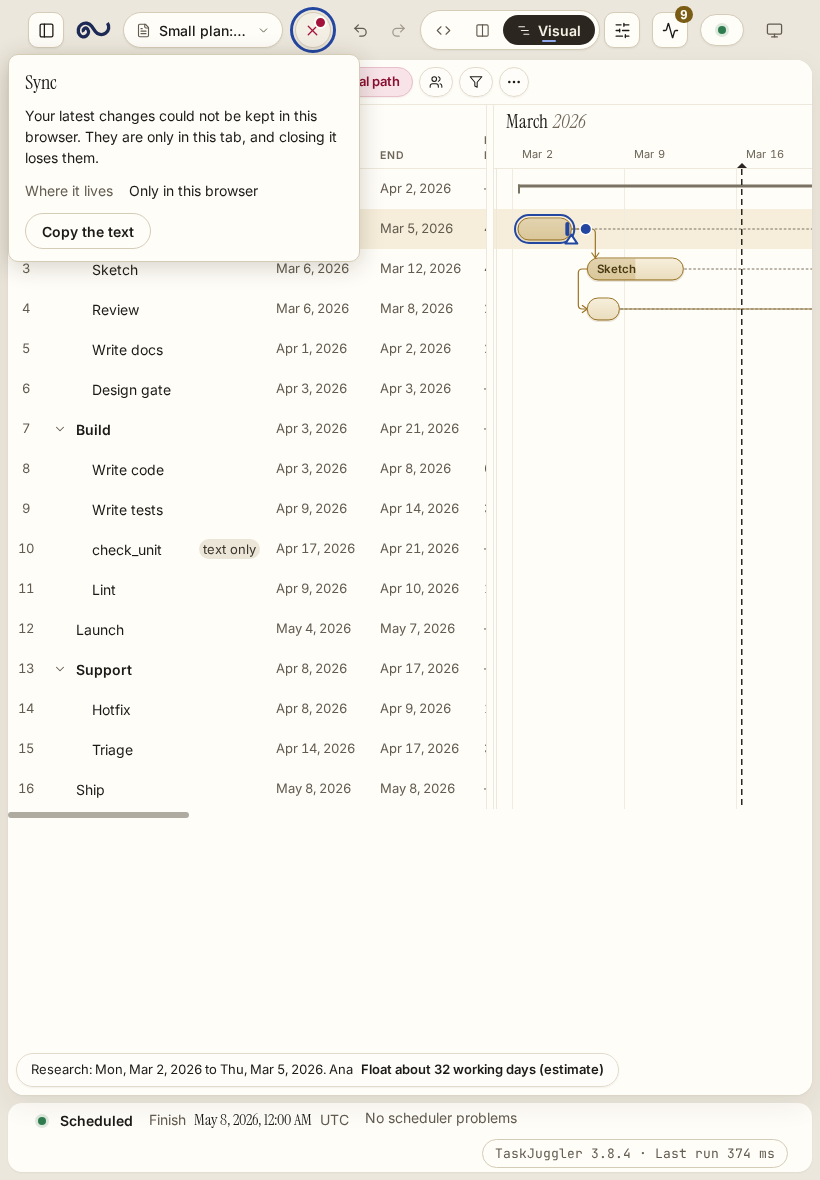 Small plan:...
Visual
9
Sync
Your latest changes could not be kept in this
browser. They are only in this tab, and closing it
loses them.
Where it lives Only in this browser
Copy the text
al path
March 2026
END
Mar 2 Mar 9 Mar 16
Apr 2, 2026
Mar 5, 2026
3 Sketch Mar 6, 2026 Mar 12, 2026
Sketch
4 Review Mar 6, 2026 Mar 8, 2026
5 Write docs Apr 1, 2026 Apr 2, 2026
6 Design gate Apr 3, 2026 Apr 3, 2026
7 Build Apr 3, 2026 Apr 21, 2026
8 Write code Apr 3, 2026 Apr 8, 2026
9 Write tests Apr 9, 2026 Apr 14, 2026
10 check_unit text only Apr 17, 2026 Apr 21, 2026
11 Lint Apr 9, 2026 Apr 10, 2026
12 Launch May 4, 2026 May 7, 2026
13 Support Apr 8, 2026 Apr 17, 2026
14 Hotfix Apr 8, 2026 Apr 9, 2026
15 Triage Apr 14, 2026 Apr 17, 2026
16 Ship May 8, 2026 May 8, 2026
Research: Mon, Mar 2, 2026 to Thu, Mar 5, 2026. Ana Float about 32 working days (estimate)
Scheduled Finish May 8, 2026, 12:00 AM UTC No scheduler problems
TaskJuggler 3.8.4 · Last run 374 ms